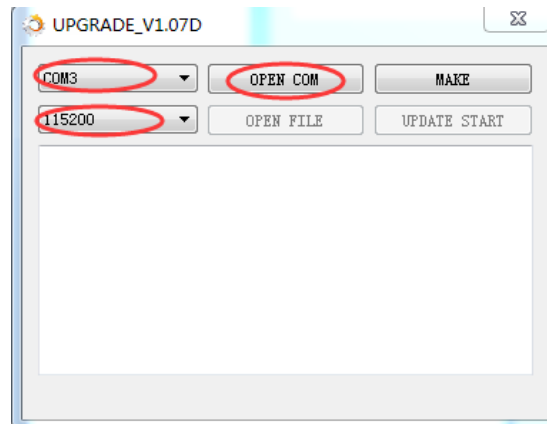 UPGRADE_V1.07D
COM3 OPEN COM MAKE
115200 OPEN FILE UPDATE START